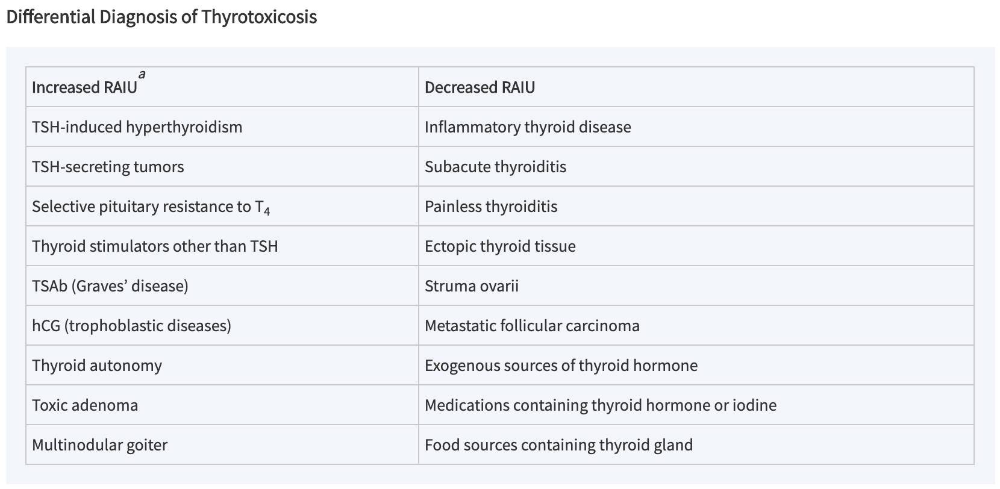 Differential Diagnosis of Thyrotoxicosis
Increased RAIUᵃ Decreased RAIU
TSH-induced hyperthyroidism Inflammatory thyroid disease
TSH-secreting tumors Subacute thyroiditis
Selective pituitary resistance to T₄ Painless thyroiditis
Thyroid stimulators other than TSH Ectopic thyroid tissue
TSAb (Graves’ disease) Struma ovarii
hCG (trophoblastic diseases) Metastatic follicular carcinoma
Thyroid autonomy Exogenous sources of thyroid hormone
Toxic adenoma Medications containing thyroid hormone or iodine
Multinodular goiter Food sources containing thyroid gland